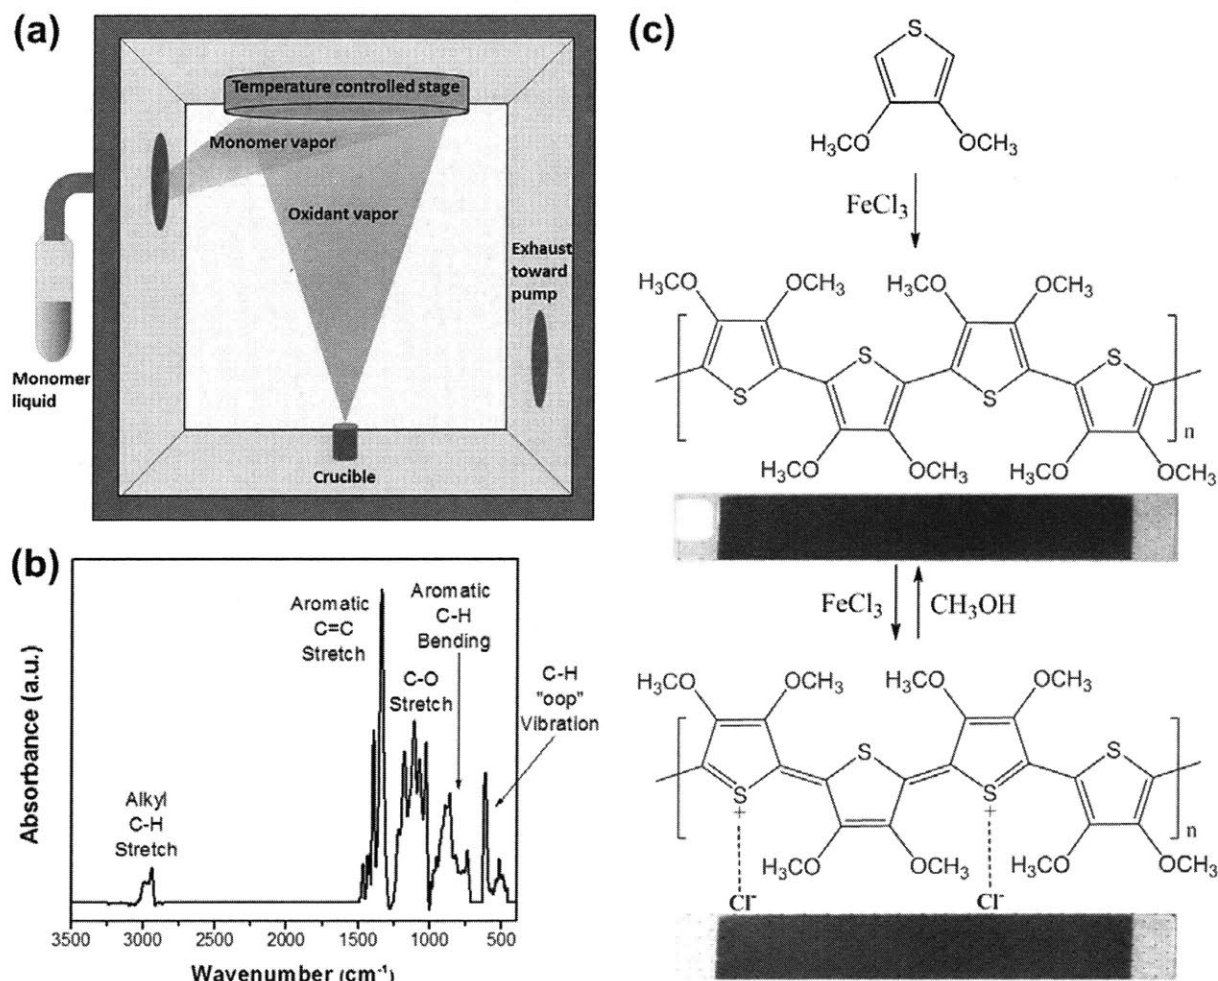 (a)
Temperature controlled stage
Monomer vapor
Oxidant vapor
Exhaust
toward
pump
Monomer
liquid
Crucible
(b)
Absorbance (a.u.)
Aromatic
C=C
Stretch
Aromatic
C-H
Bending
C-O
Stretch
C-H
"oop"
Vibration
Alkyl
C-H
Stretch
3500 3000 2500 2000 1500 1000 500
Wavenumber (cm-1)
(c)
S
H3CO OCH3
FeCl3
H3CO OCH3 H3CO OCH3
S S
S S
n
H3CO OCH3 H3CO OCH3
FeCl3 CH3OH
H3CO OCH3 H3CO OCH3
S S
S S
+ +
n
H3CO OCH3 H3CO OCH3
Cl- Cl-